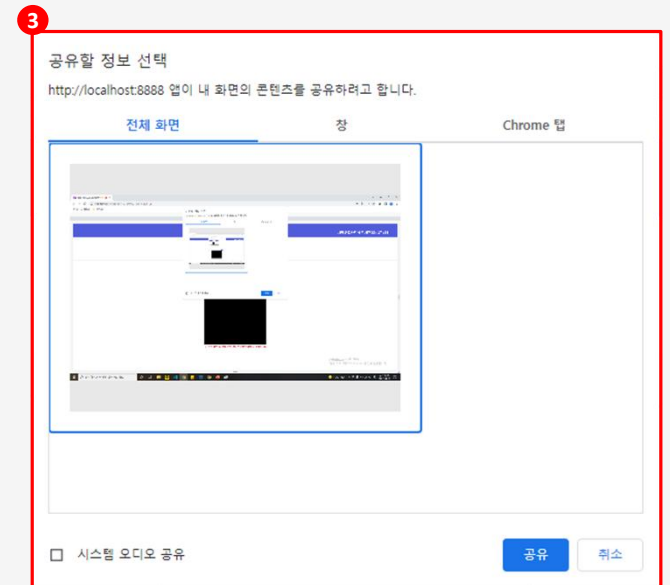 3
공유할 정보 선택
http://localhost:8888 앱이 내 화면의 콘텐츠를 공유하려고 합니다.
전체 화면 창 Chrome 탭
시스템 오디오 공유 공유 취소